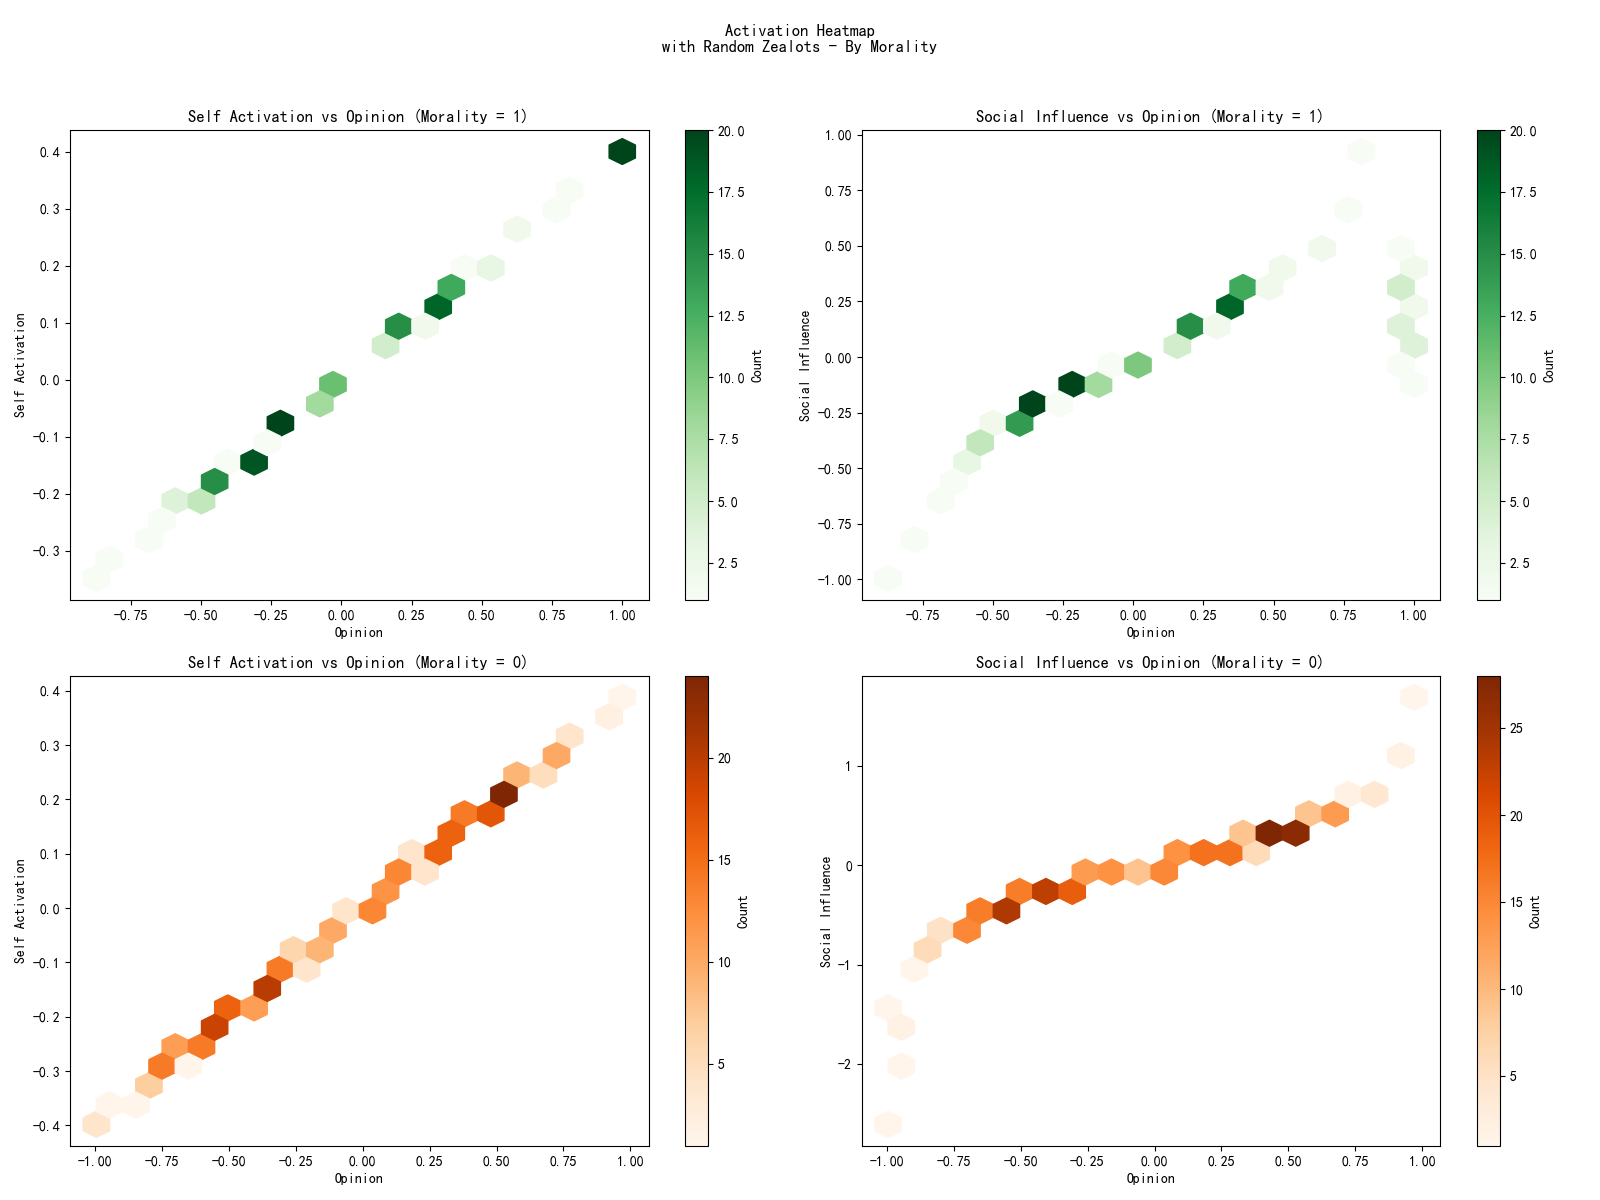 Activation Heatmap
with Random Zealots - By Morality
Self Activation vs Opinion (Morality = 1)
Self Activation
0.4
0.3
0.2
0.1
0.0
−0.1
−0.2
−0.3
−0.75 −0.50 −0.25 0.00 0.25 0.50 0.75 1.00
Opinion
20.0
17.5
15.0
12.5
10.0
7.5
5.0
2.5
Count
Social Influence vs Opinion (Morality = 1)
Social Influence
1.00
0.75
0.50
0.25
0.00
−0.25
−0.50
−0.75
−1.00
−0.75 −0.50 −0.25 0.00 0.25 0.50 0.75 1.00
Opinion
20.0
17.5
15.0
12.5
10.0
7.5
5.0
2.5
Count
Self Activation vs Opinion (Morality = 0)
Self Activation
0.4
0.3
0.2
0.1
0.0
−0.1
−0.2
−0.3
−0.4
−1.00 −0.75 −0.50 −0.25 0.00 0.25 0.50 0.75 1.00
Opinion
20
15
10
5
Count
Social Influence vs Opinion (Morality = 0)
Social Influence
1
0
−1
−2
−1.00 −0.75 −0.50 −0.25 0.00 0.25 0.50 0.75 1.00
Opinion
25
20
15
10
5
Count